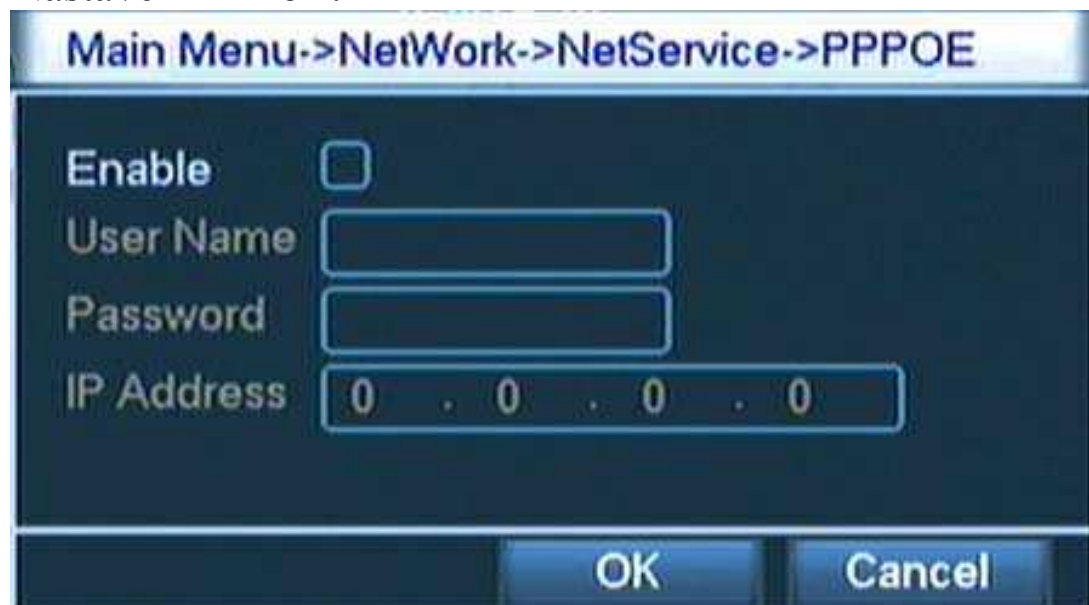 Main Menu->NetWork->NetService->PPPOE
Enable
User Name
Password
IP Address 0 . 0 . 0 . 0
OK Cancel